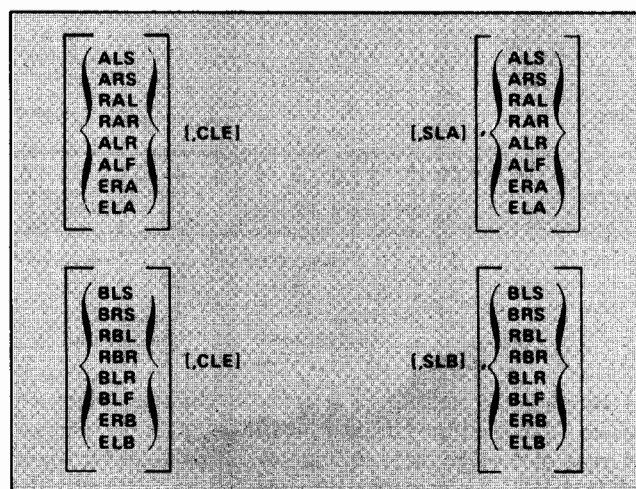 ALS ALS
ARS ARS
RAL RAL
RAR RAR
[,CLE] [,SLA] ,
ALR ALR
ALF ALF
ERA ERA
ELA ELA
BLS BLS
BRS BRS
RBL RBL
RBR RBR
[,CLE] [,SLB] ,
BLR BLR
BLF BLF
ERB ERB
ELB ELB